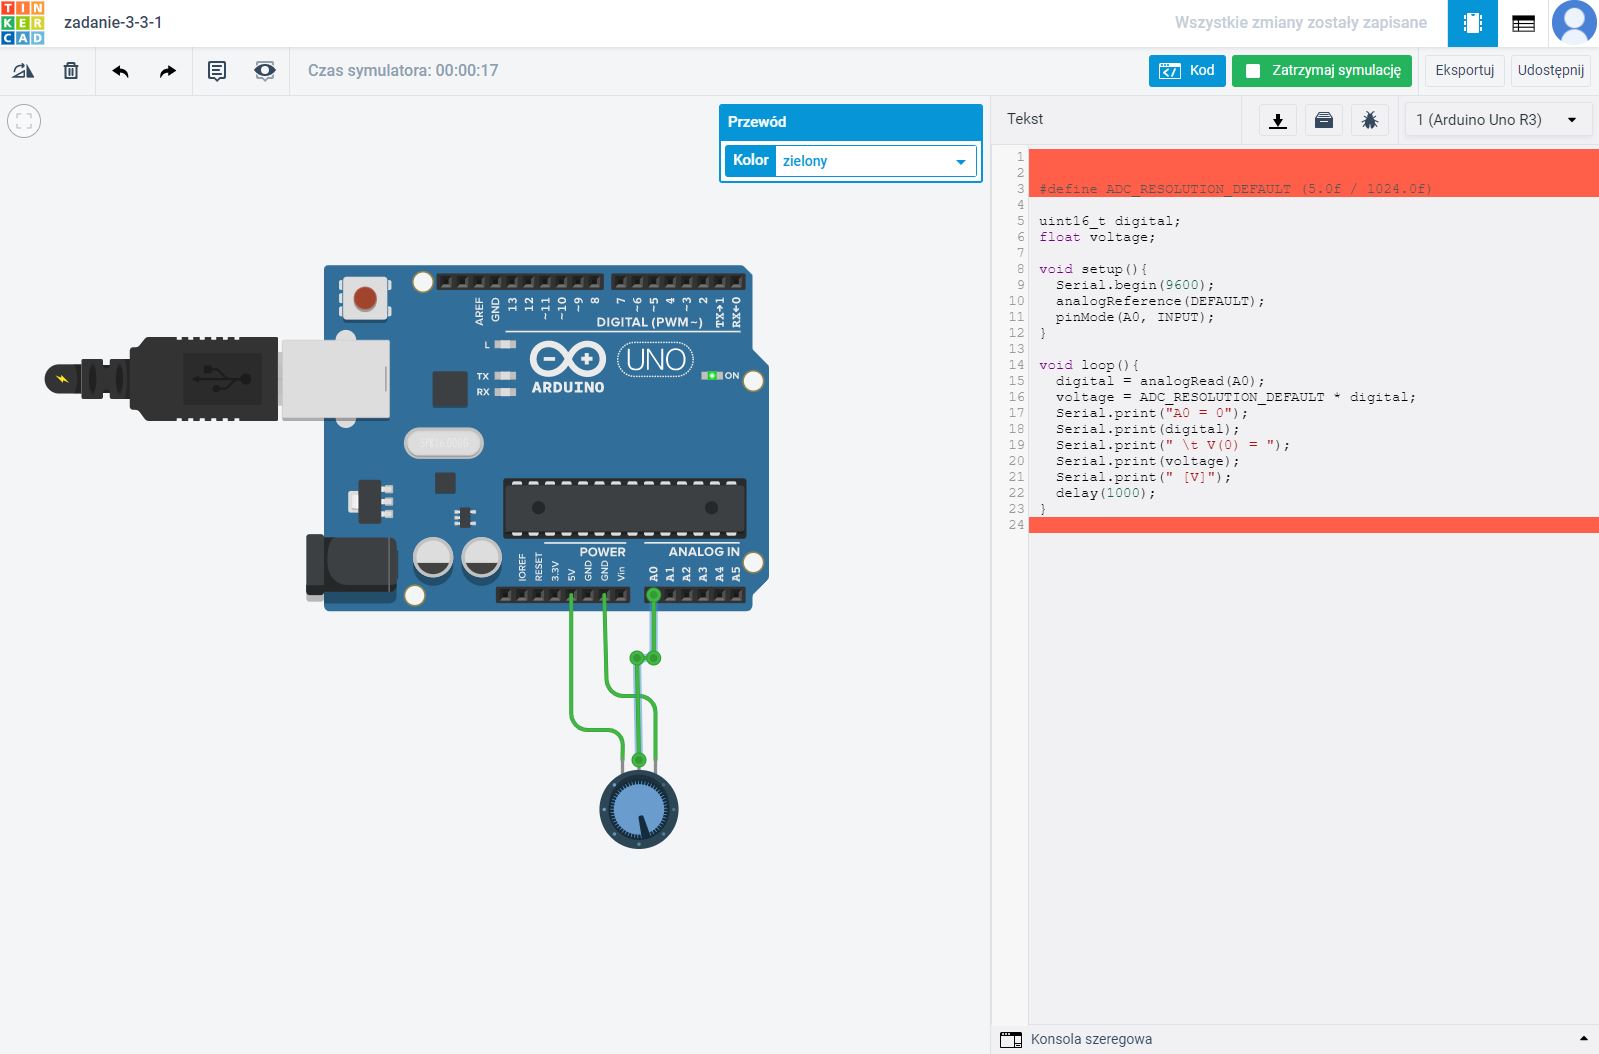 TIN
KER
CAD
zadanie-3-3-1
Wszystkie zmiany zostały zapisane
Czas symulatora: 00:00:17
Kod
Zatrzymaj symulację
Eksportuj
Udostępnij
Przewód
Kolor
zielony
Tekst
1 (Arduino Uno R3)
1
2
3 #define ADC_RESOLUTION_DEFAULT (5.0f / 1024.0f)
4
5 uint16_t digital;
6 float voltage;
7
8 void setup(){
9   Serial.begin(9600);
10   analogReference(DEFAULT);
11   pinMode(A0, INPUT);
12 }
13
14 void loop(){
15   digital = analogRead(A0);
16   voltage = ADC_RESOLUTION_DEFAULT * digital;
17   Serial.print("A0 = 0");
18   Serial.print(digital);
19   Serial.print(" \t V(0) = ");
20   Serial.print(voltage);
21   Serial.print(" [V]");
22   delay(1000);
23 }
24
AREF
GND
13
12
~11
~10
~9
8
7
~6
~5
4
~3
2
TX→1
RX←0
DIGITAL (PWM~)
L
TX
RX
UNO
ARDUINO
ON
POWER
ANALOG IN
IOREF
RESET
3.3V
5V
GND
GND
Vin
A0
A1
A2
A3
A4
A5
Konsola szeregowa